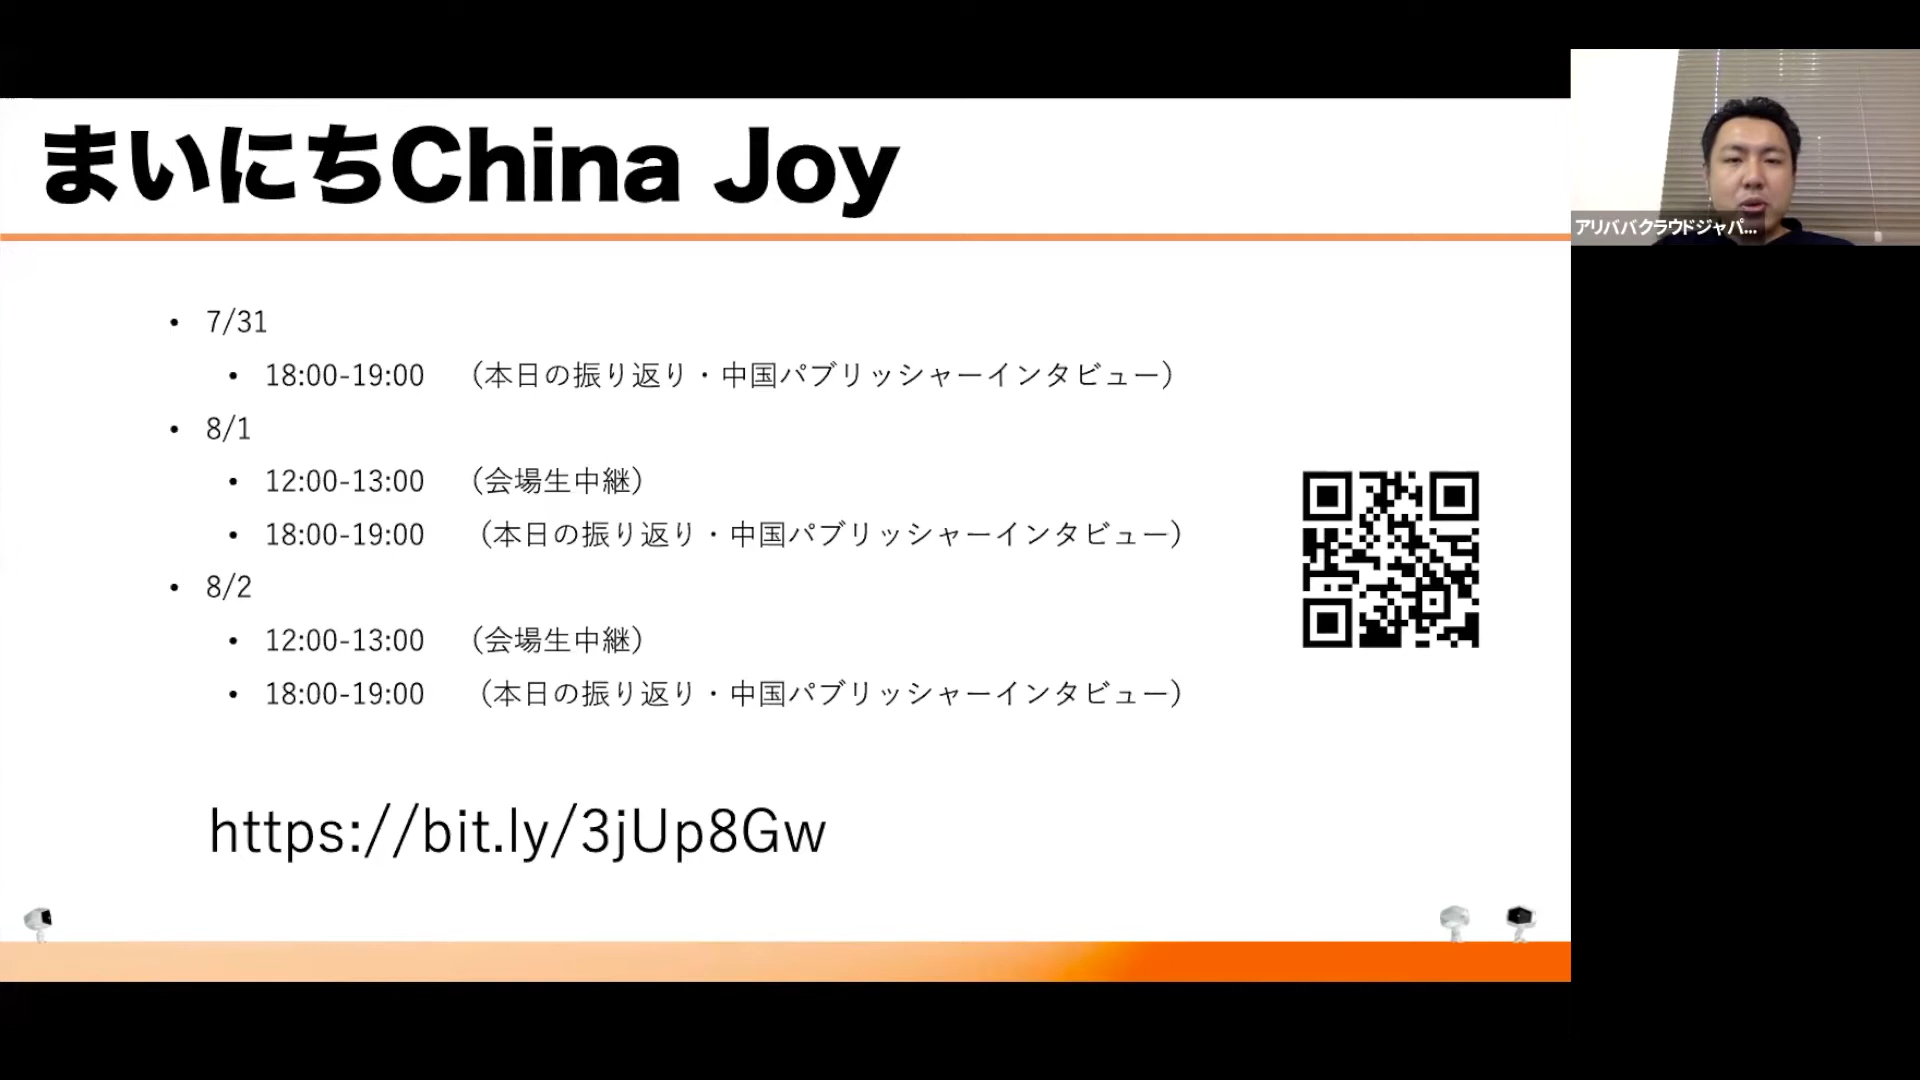 まいにちChina Joy
アリババクラウドジャパ...
• 7/31
• 18:00-19:00 （本日の振り返り・中国パブリッシャーインタビュー）
• 8/1
• 12:00-13:00 （会場生中継）
• 18:00-19:00 （本日の振り返り・中国パブリッシャーインタビュー）
• 8/2
• 12:00-13:00 （会場生中継）
• 18:00-19:00 （本日の振り返り・中国パブリッシャーインタビュー）
https://bit.ly/3jUp8Gw